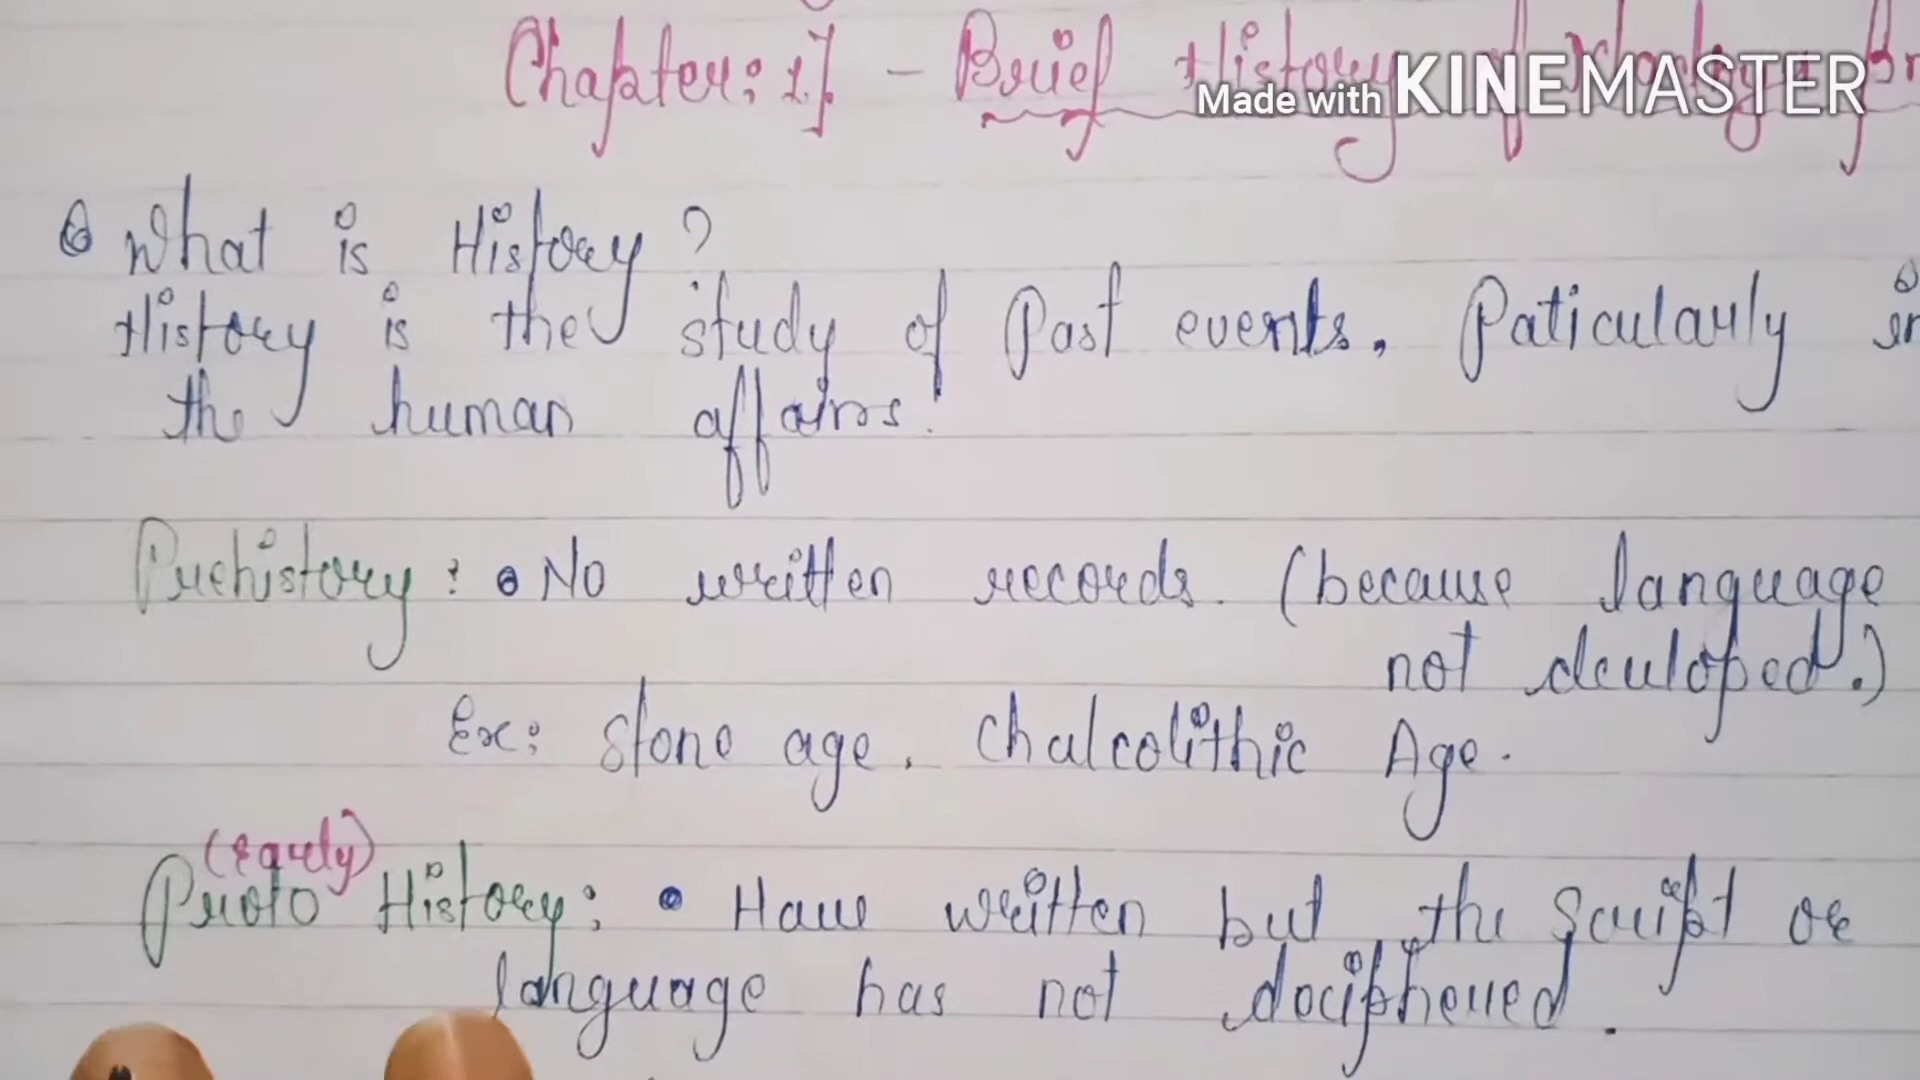 Chapter: 1] - Brief History of
Made with KINEMASTER
What is History?
History is the study of Past events. Paticularly in
the human affairs.
Prehistory: • No written records. (because language
not devloped.)
Ex: Stone age. Chalcolithic Age.
(Early)
Proto History: • Have written but the Script or
language has not deciphered.